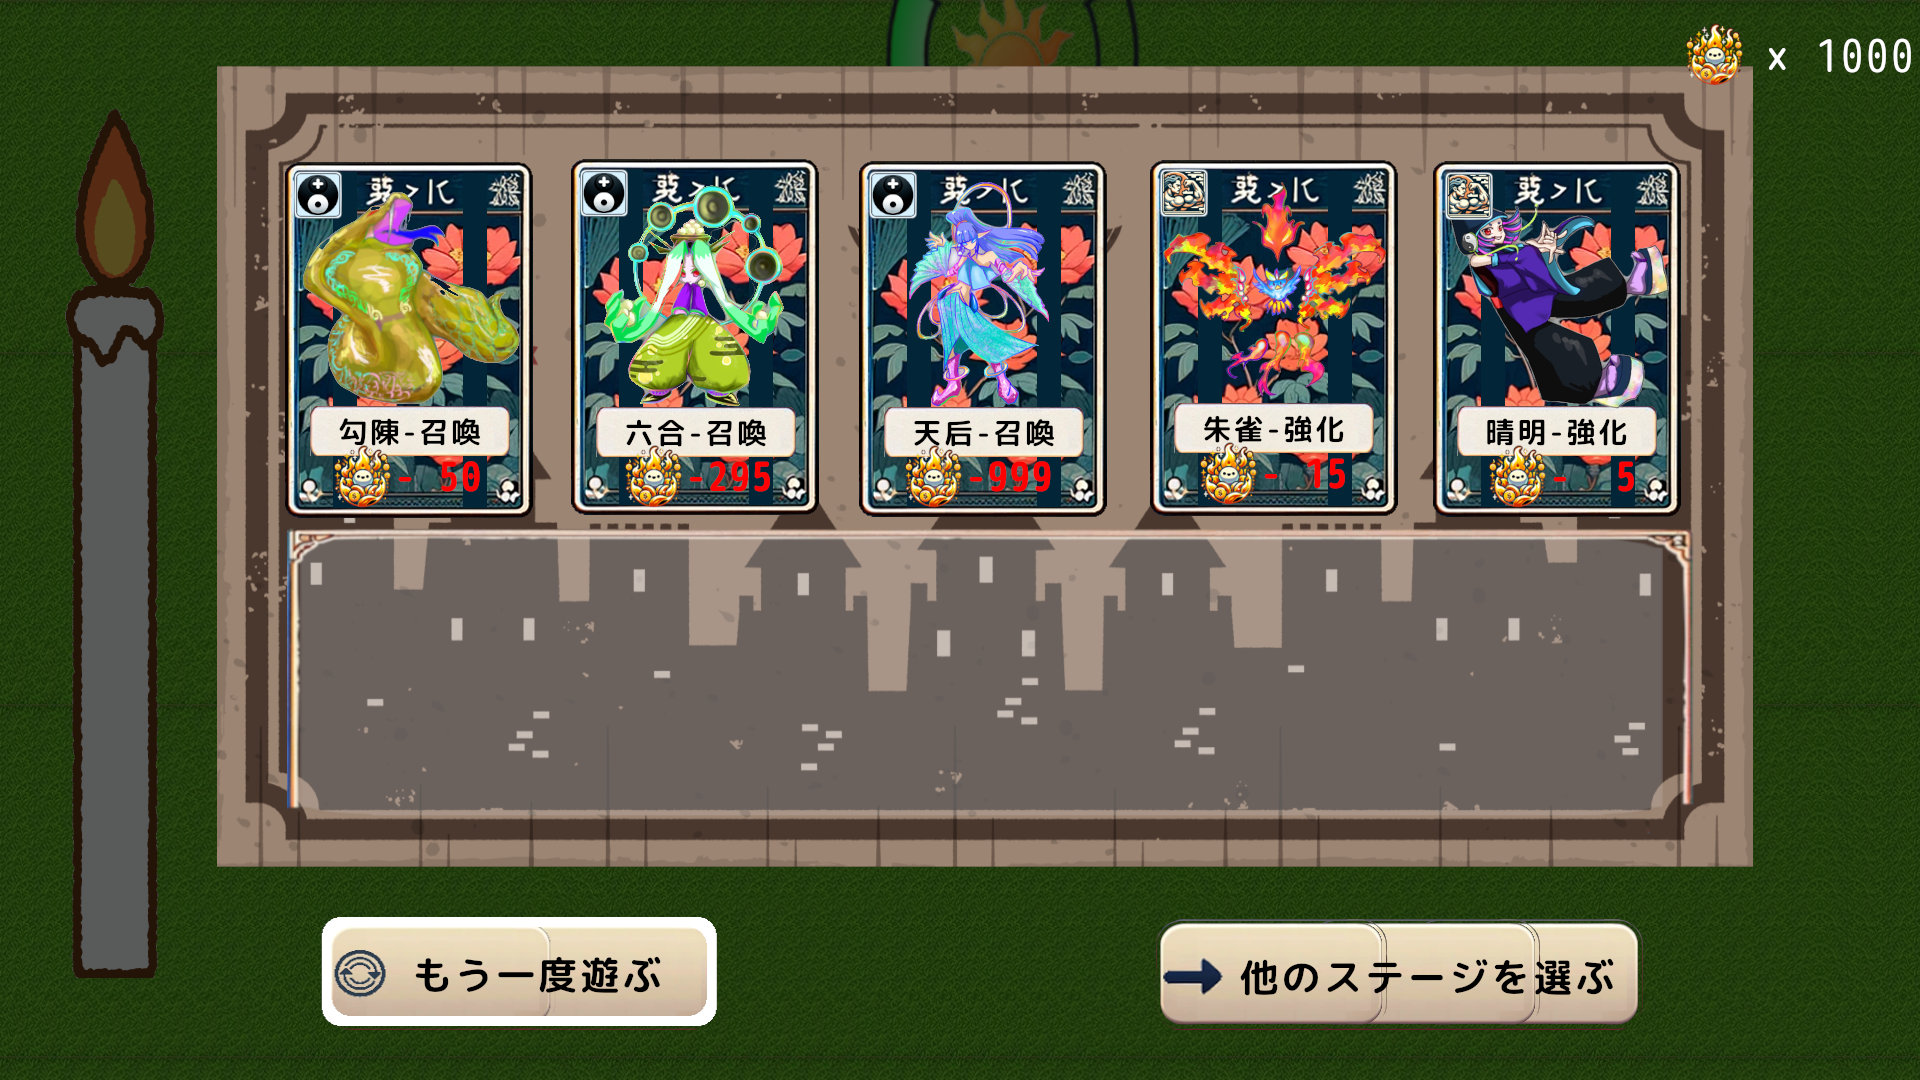 x 1000
勾陳-召喚
- 50
六合-召喚
-295
天后-召喚
-999
朱雀-強化
- 15
晴明-強化
- 5
もう一度遊ぶ
他のステージを選ぶ